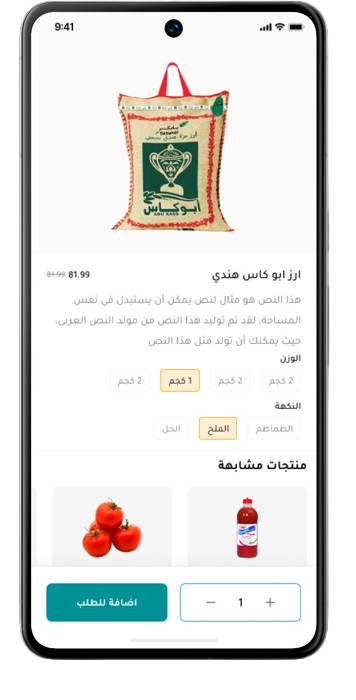 9:41
أبوكاس
ABU KASS
ارز ابو كاس هندي
81.99 81.99
هذا النص هو مثال لنص يمكن أن يستبدل في نفس
المساحة، لقد تم توليد هذا النص من مولد النص العربى،
حيث يمكنك أن تولد مثل هذا النص
الوزن
2 كجم 2 كجم 1 كجم 2 كجم
النكهة
الطماطم الملح الخل
منتجات مشابهة
+ 1 −
اضافة للطلب